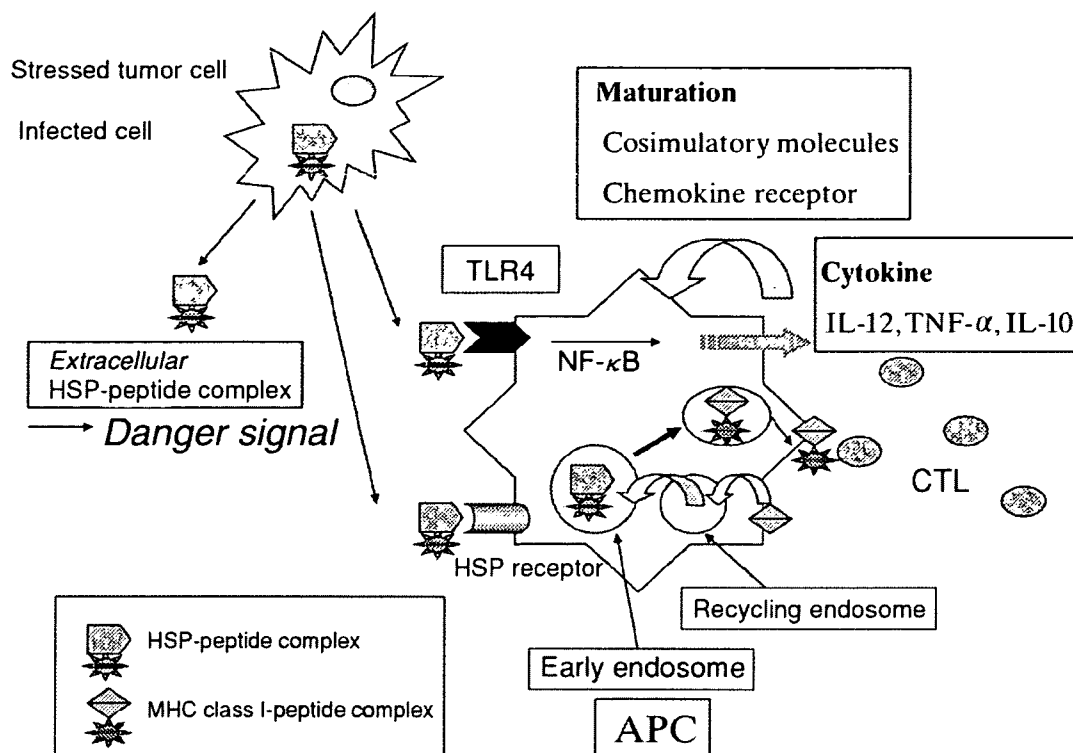 Stressed tumor cell
Infected cell
Maturation
Cosimulatory molecules
Chemokine receptor
TLR4
Cytokine
IL-12, TNF-α, IL-10
NF-κB
Extracellular
HSP-peptide complex
Danger signal
CTL
HSP receptor
Recycling endosome
Early endosome
APC
HSP-peptide complex
MHC class I-peptide complex